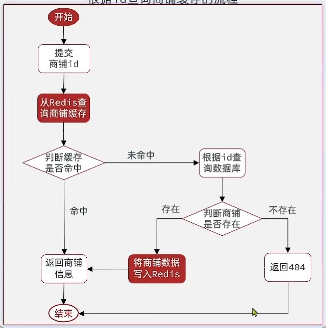 根据id查询商铺缓存的流程
开始
提交
商铺id
从Redis查
询商铺缓存
判断缓存
是否命中
未命中
根据id查
询数据库
命中
存在
判断商铺
是否存在
不存在
返回商铺
信息
将商铺数据
写入Redis
返回404
结束